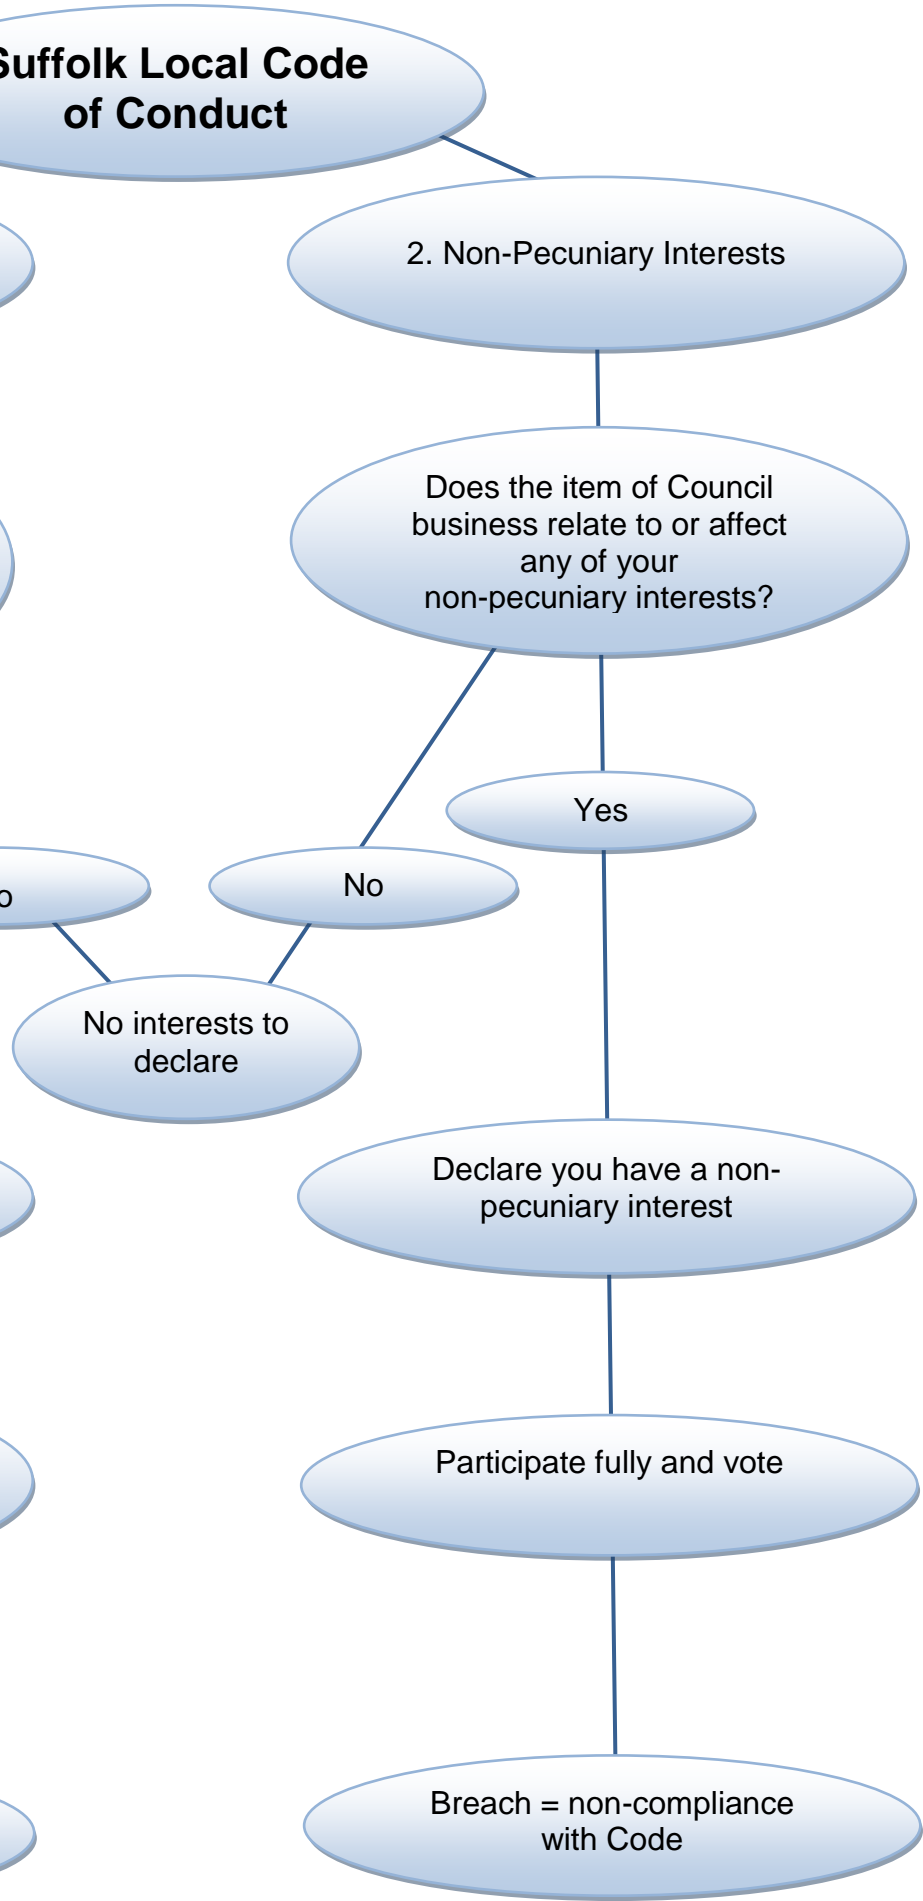 Suffolk Local Code
of Conduct
2. Non-Pecuniary Interests
Does the item of Council
business relate to or affect
any of your
non-pecuniary interests?
Yes
No
No interests to
declare
Declare you have a non-
pecuniary interest
Participate fully and vote
Breach = non-compliance
with Code